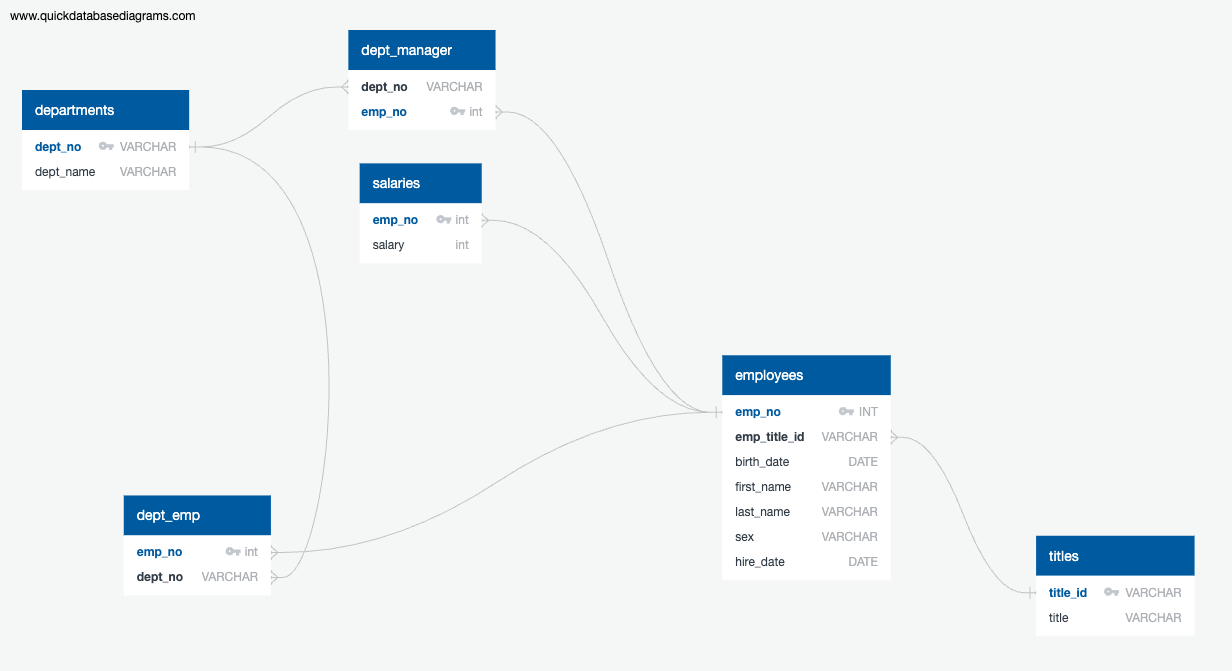 www.quickdatabasediagrams.com
dept_manager
dept_no VARCHAR
emp_no int
departments
dept_no VARCHAR
dept_name VARCHAR
salaries
emp_no int
salary int
employees
emp_no INT
emp_title_id VARCHAR
birth_date DATE
first_name VARCHAR
last_name VARCHAR
sex VARCHAR
hire_date DATE
dept_emp
emp_no int
dept_no VARCHAR
titles
title_id VARCHAR
title VARCHAR